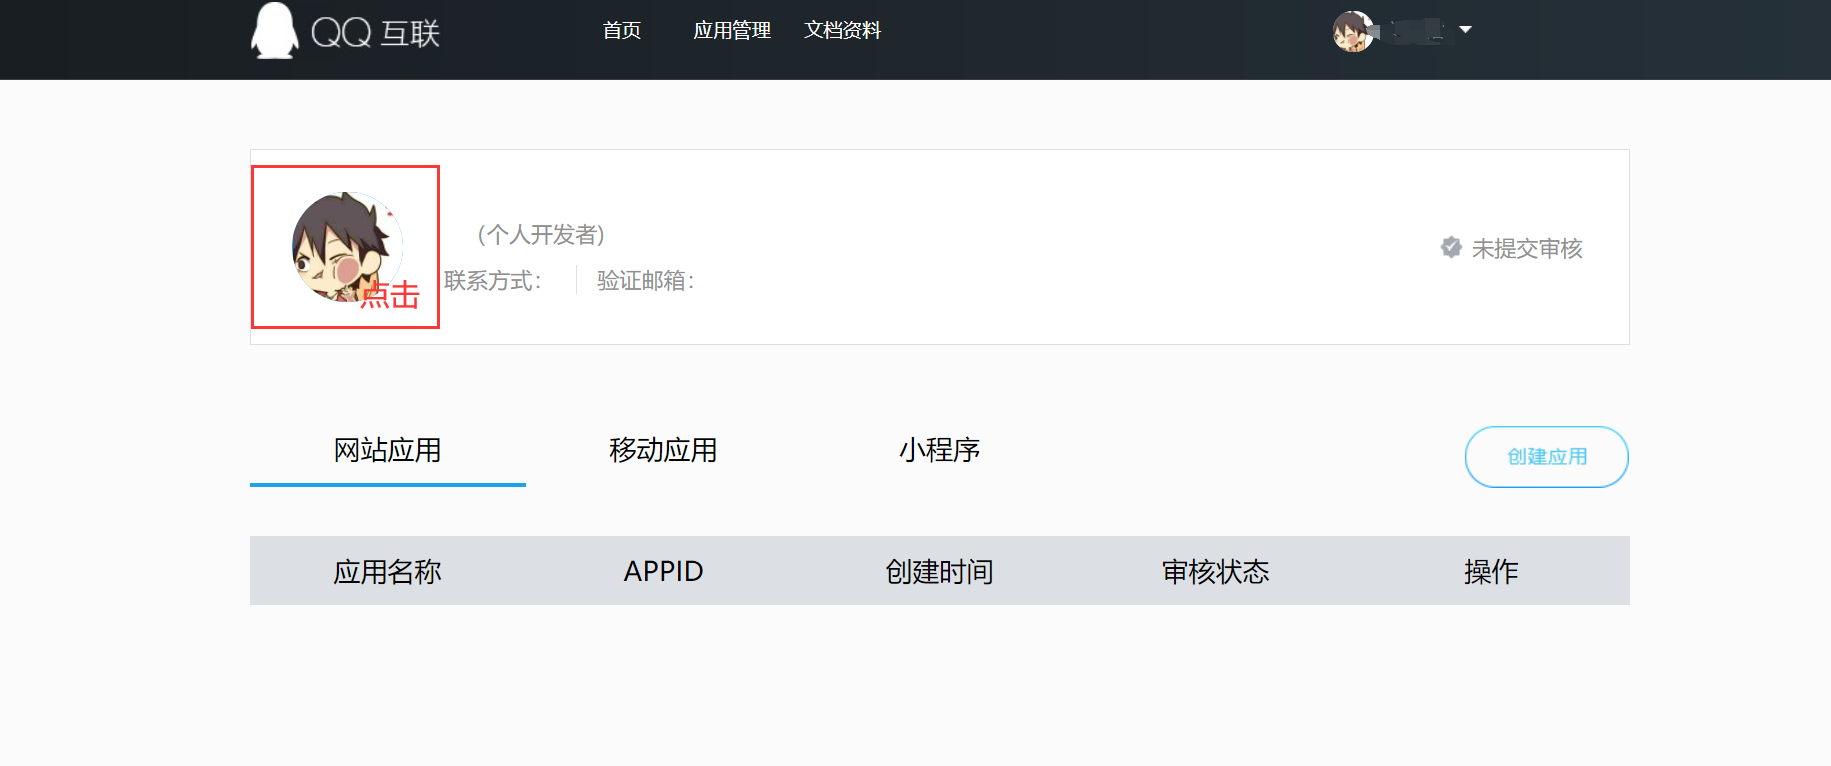 QQ 互联
首页 应用管理 文档资料
(个人开发者)
未提交审核
联系方式: 验证邮箱:
点击
网站应用 移动应用 小程序
创建应用
应用名称 APPID 创建时间 审核状态 操作